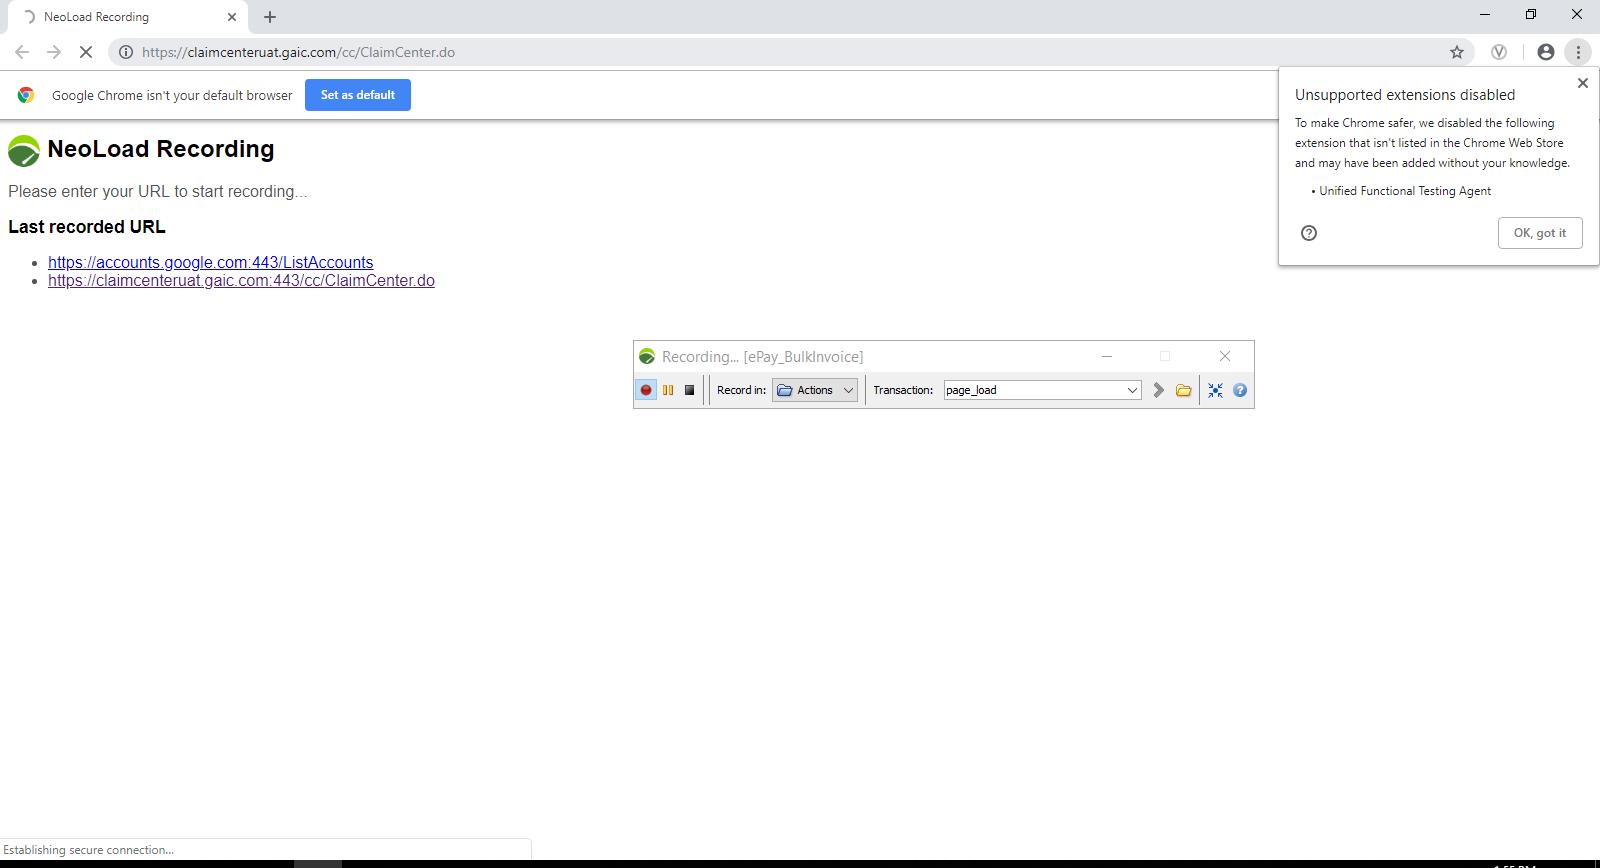 NeoLoad Recording
https://claimcenteruat.gaic.com/cc/ClaimCenter.do
Google Chrome isn't your default browser
Set as default
Unsupported extensions disabled
To make Chrome safer, we disabled the following
extension that isn't listed in the Chrome Web Store
and may have been added without your knowledge.
• Unified Functional Testing Agent
OK, got it
NeoLoad Recording
Please enter your URL to start recording...
Last recorded URL
• https://accounts.google.com:443/ListAccounts
• https://claimcenteruat.gaic.com:443/cc/ClaimCenter.do
Recording... [ePay_BulkInvoice]
Record in: Actions Transaction: page_load
Establishing secure connection...